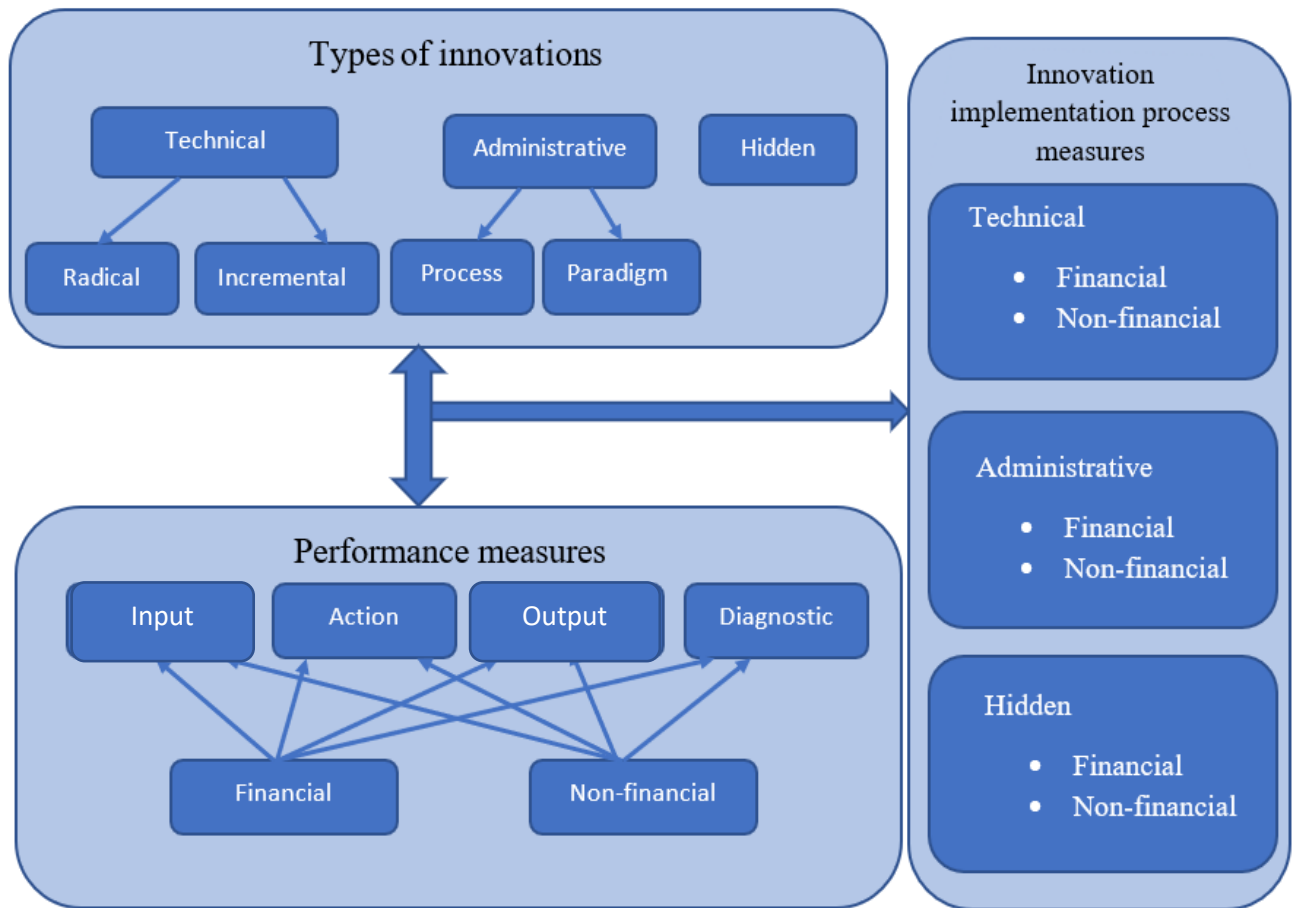 Types of innovations
Technical
Administrative
Hidden
Radical
Incremental
Process
Paradigm
Performance measures
Input
Action
Output
Diagnostic
Financial
Non-financial
Innovation
implementation process
measures
Technical
• Financial
• Non-financial
Administrative
• Financial
• Non-financial
Hidden
• Financial
• Non-financial